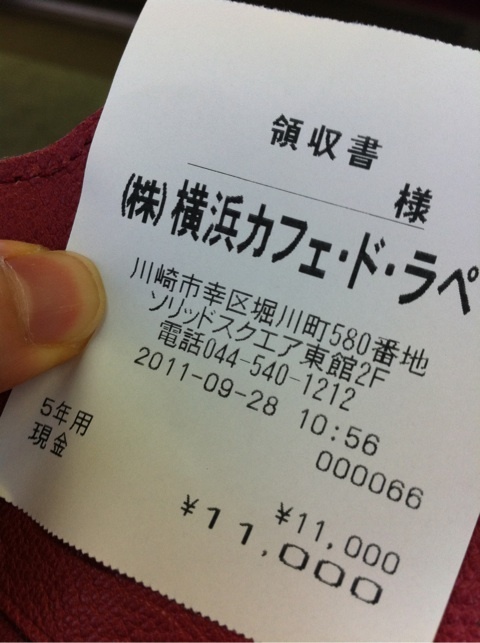 領収書
様
(株)横浜カフェ・ド・ラペ
川崎市幸区堀川町580番地
ソリッドスクエア東館2F
電話044-540-1212
2011-09-28 10:56
000066
5年用
現金
¥11,000
¥11,000